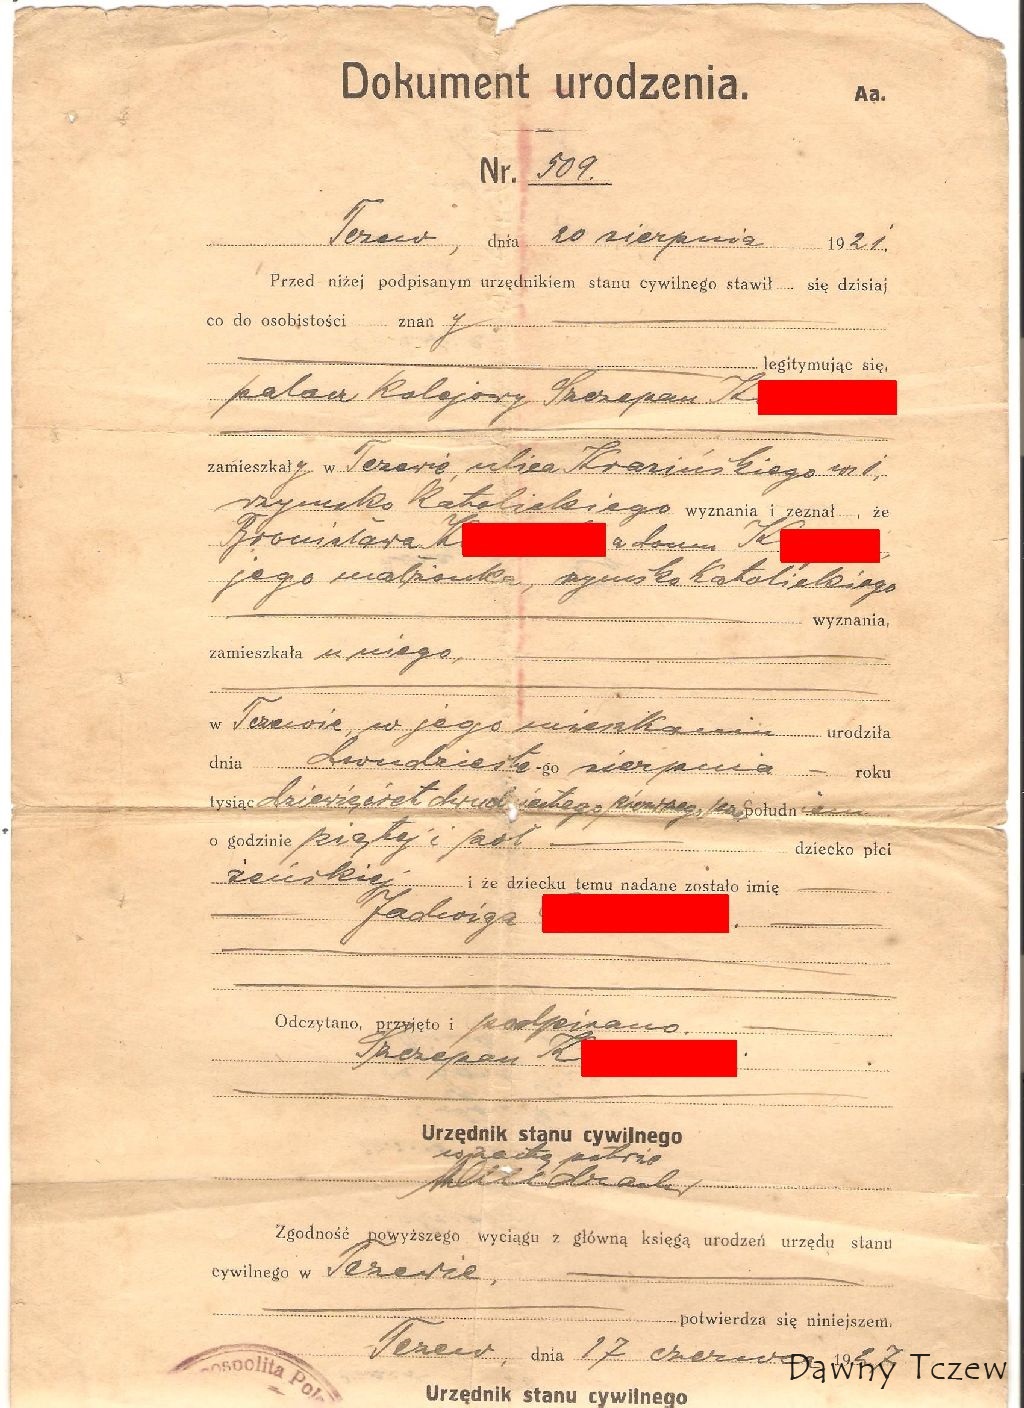 Dokument urodzenia.
Aa.
Nr. 509.
Tczew, dnia 20 sierpnia 1921.
Przed niżej podpisanym urzędnikiem stanu cywilnego stawił się dzisiaj
co do osobistości znan y
legitymując się,
palacz kolejowy Szczepan K
zamieszkały w Tczewie ulica Krasińskiego nr 1,
rzymsko katolickiego wyznania i zeznał, że
Bronisława K z domu K
jego małżonka, rzymsko katolickiego
wyznania,
zamieszkała u niego,
w Tczewie, w jego mieszkaniu urodziła
dnia dwudziestego sierpnia roku
tysiąc dziewięćset dwudziestego pierwszego, przed południem
o godzinie piątej i pół dziecko płci
żeńskiej i że dziecku temu nadane zostało imię
Jadwiga
Odczytano, przyjęto i podpisano.
Szczepan K
Urzędnik stanu cywilnego
Zgodność powyższego wyciągu z główną księgą urodzeń urzędu stanu
cywilnego w Tczewie,
potwierdza się niniejszem.
Tczew, dnia 17 czerwca 1927
ospolita Pol
Urzędnik stanu cywilnego
Dawny Tczew